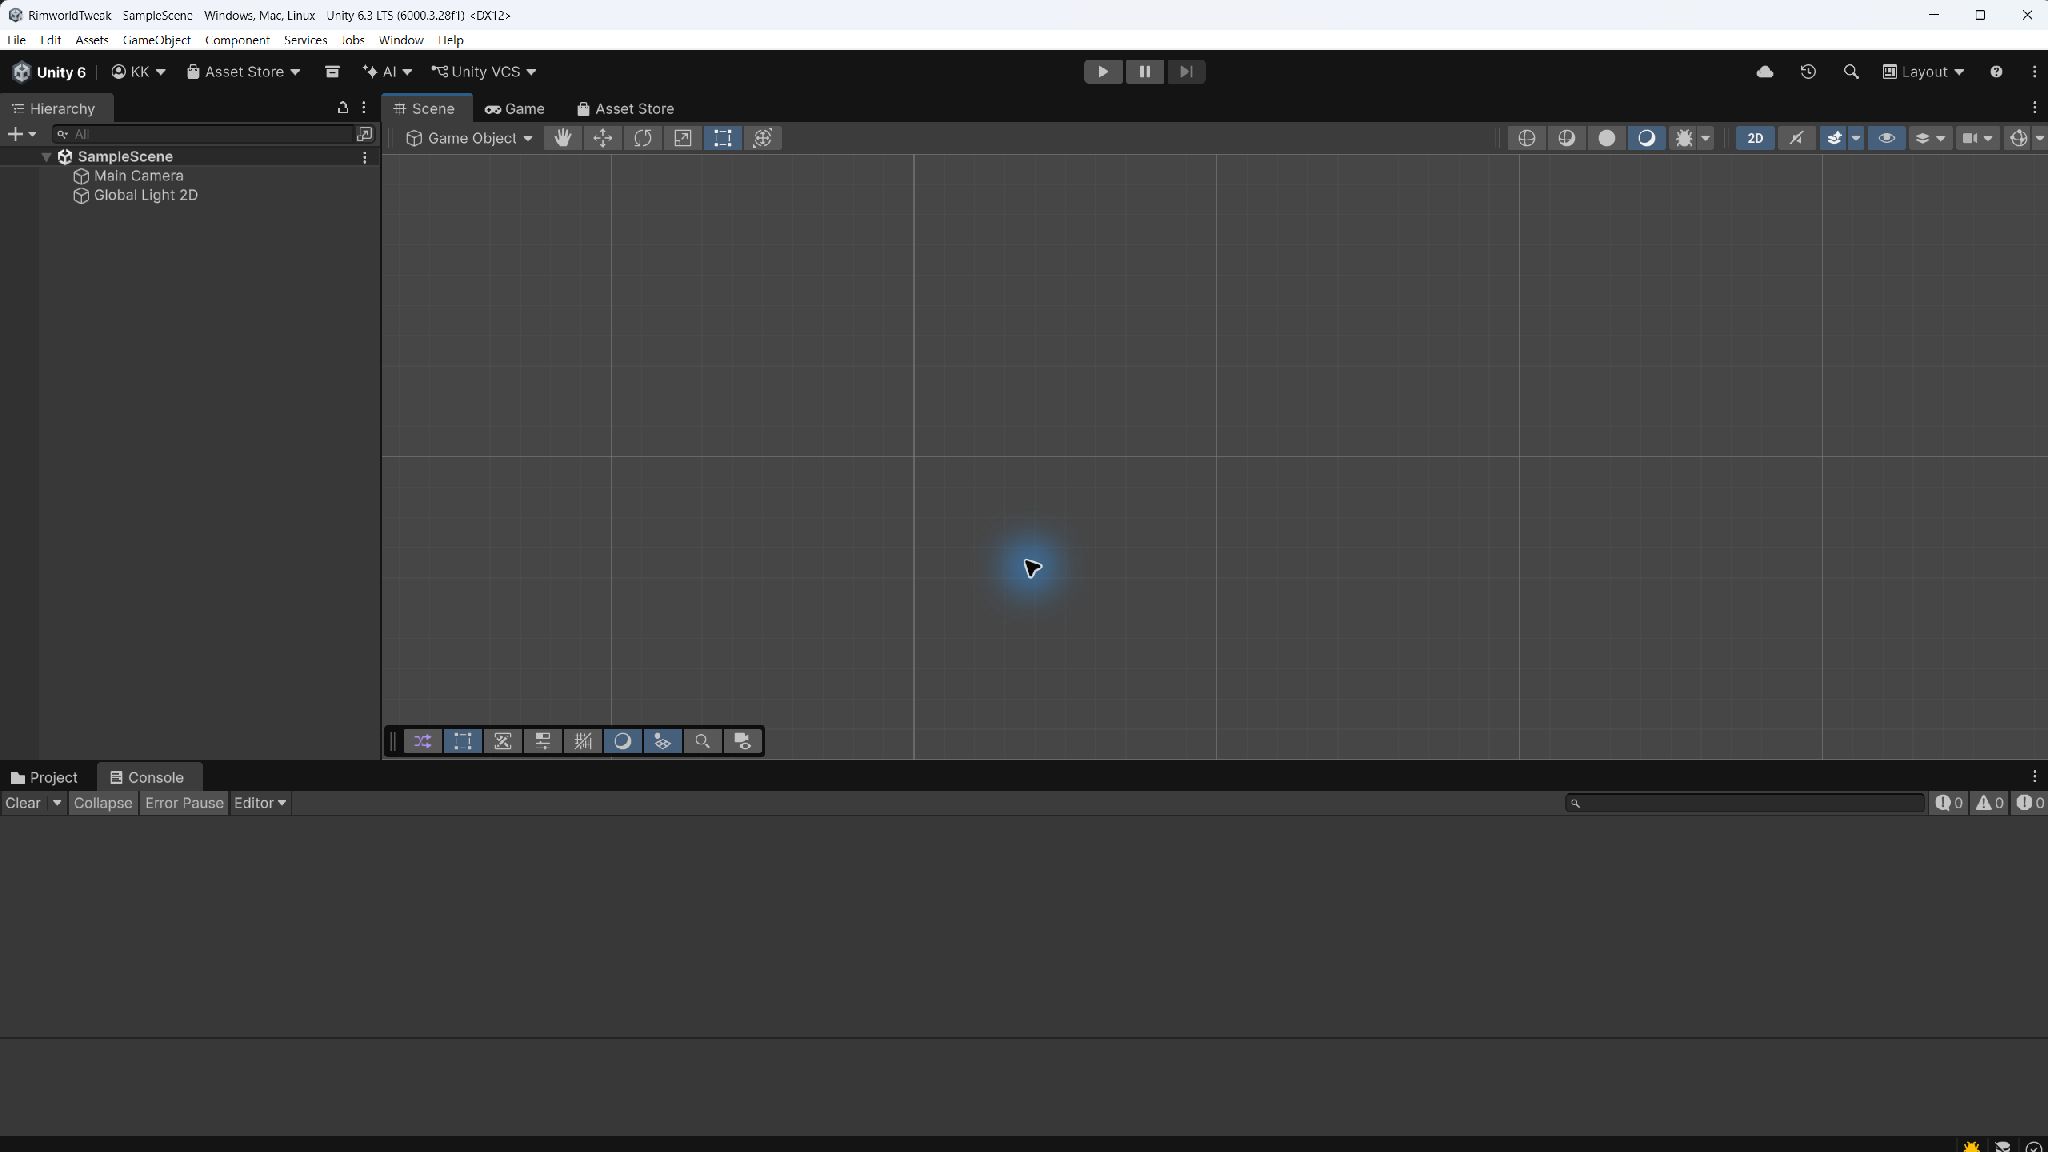 RimworldTweak - SampleScene - Windows, Mac, Linux - Unity 6.3 LTS (6000.3.28f1) <DX12>
File Edit Assets GameObject Component Services Jobs Window Help
Unity 6 KK Asset Store AI Unity VCS Layout
Hierarchy Scene Game Asset Store
All Game Object 2D
SampleScene
Main Camera
Global Light 2D
Project Console
Clear Collapse Error Pause Editor 0 0 0